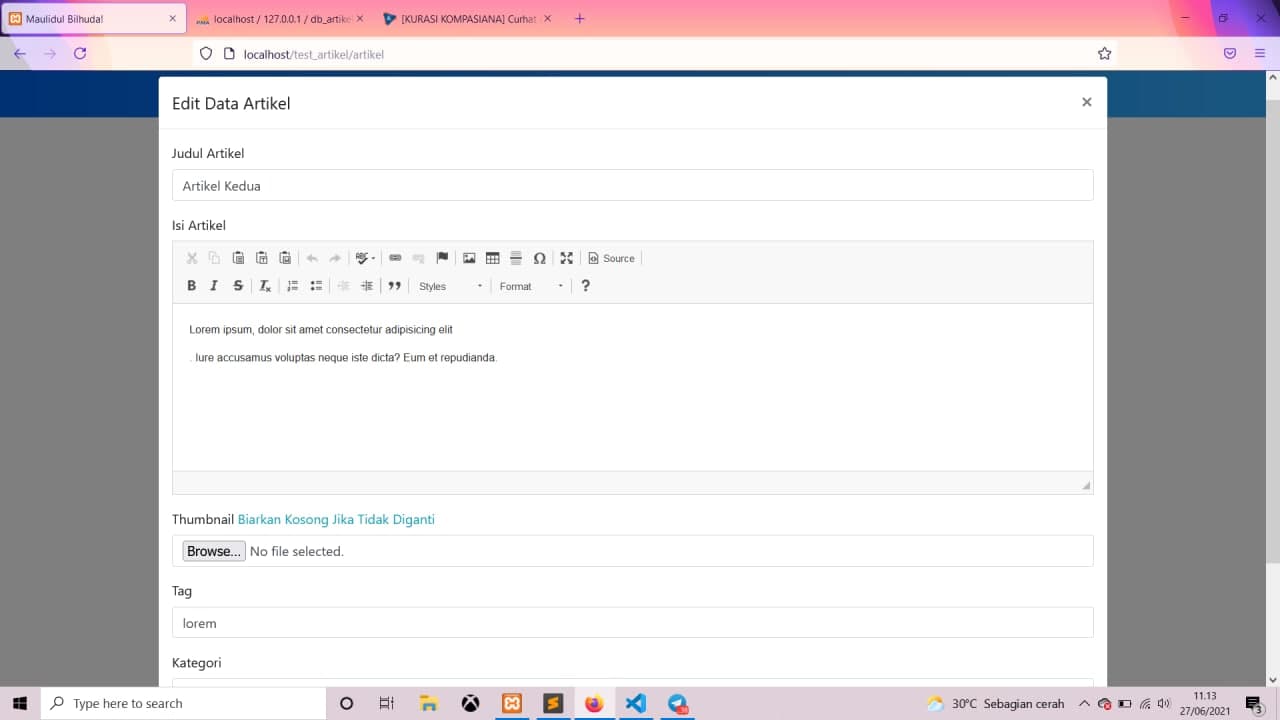 Maulidul Bilhuda!
localhost / 127.0.0.1 / db_artikel
[KURASI KOMPASIANA] Curhat
localhost/test_artikel/artikel
Edit Data Artikel
Judul Artikel
Artikel Kedua
Isi Artikel
Source
B I S
Styles
Format
?
Lorem ipsum, dolor sit amet consectetur adipisicing elit
. Iure accusamus voluptas neque iste dicta? Eum et repudianda.
Thumbnail Biarkan Kosong Jika Tidak Diganti
Browse... No file selected.
Tag
lorem
Kategori
Type here to search
30°C Sebagian cerah
11.13
27/06/2021
3